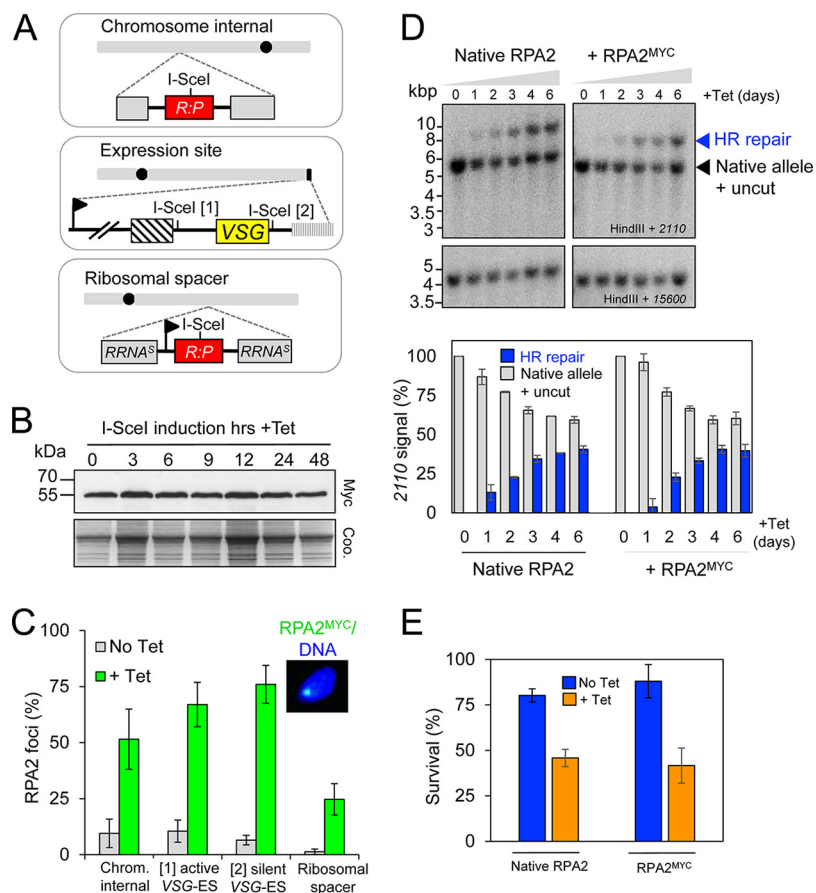 A
Chromosome internal
I-SceI
R:P
Expression site
I-SceI [1]
I-SceI [2]
VSG
Ribosomal spacer
I-SceI
RRNAˢ
R:P
RRNAˢ
B
I-SceI induction hrs +Tet
kDa
0 3 6 9 12 24 48
70
55
Myc
Coo.
C
100
75
50
25
0
RPA2 foci (%)
No Tet
+ Tet
RPA2ᴹʸᶜ/
DNA
Chrom. internal
[1] active VSG-ES
[2] silent VSG-ES
Ribosomal spacer
D
Native RPA2
+ RPA2ᴹʸᶜ
kbp
0 1 2 3 4 6
0 1 2 3 4 6
+Tet (days)
10
8
6
5
4
3.5
3
HR repair
Native allele
+ uncut
HindIII + 2110
5
4
3.5
HindIII + 15600
100
75
50
25
0
2110 signal (%)
HR repair
Native allele
+ uncut
0 1 2 3 4 6
0 1 2 3 4 6
+Tet
(days)
Native RPA2
+ RPA2ᴹʸᶜ
E
100
75
50
25
0
Survival (%)
No Tet
+ Tet
Native RPA2
RPA2ᴹʸᶜ